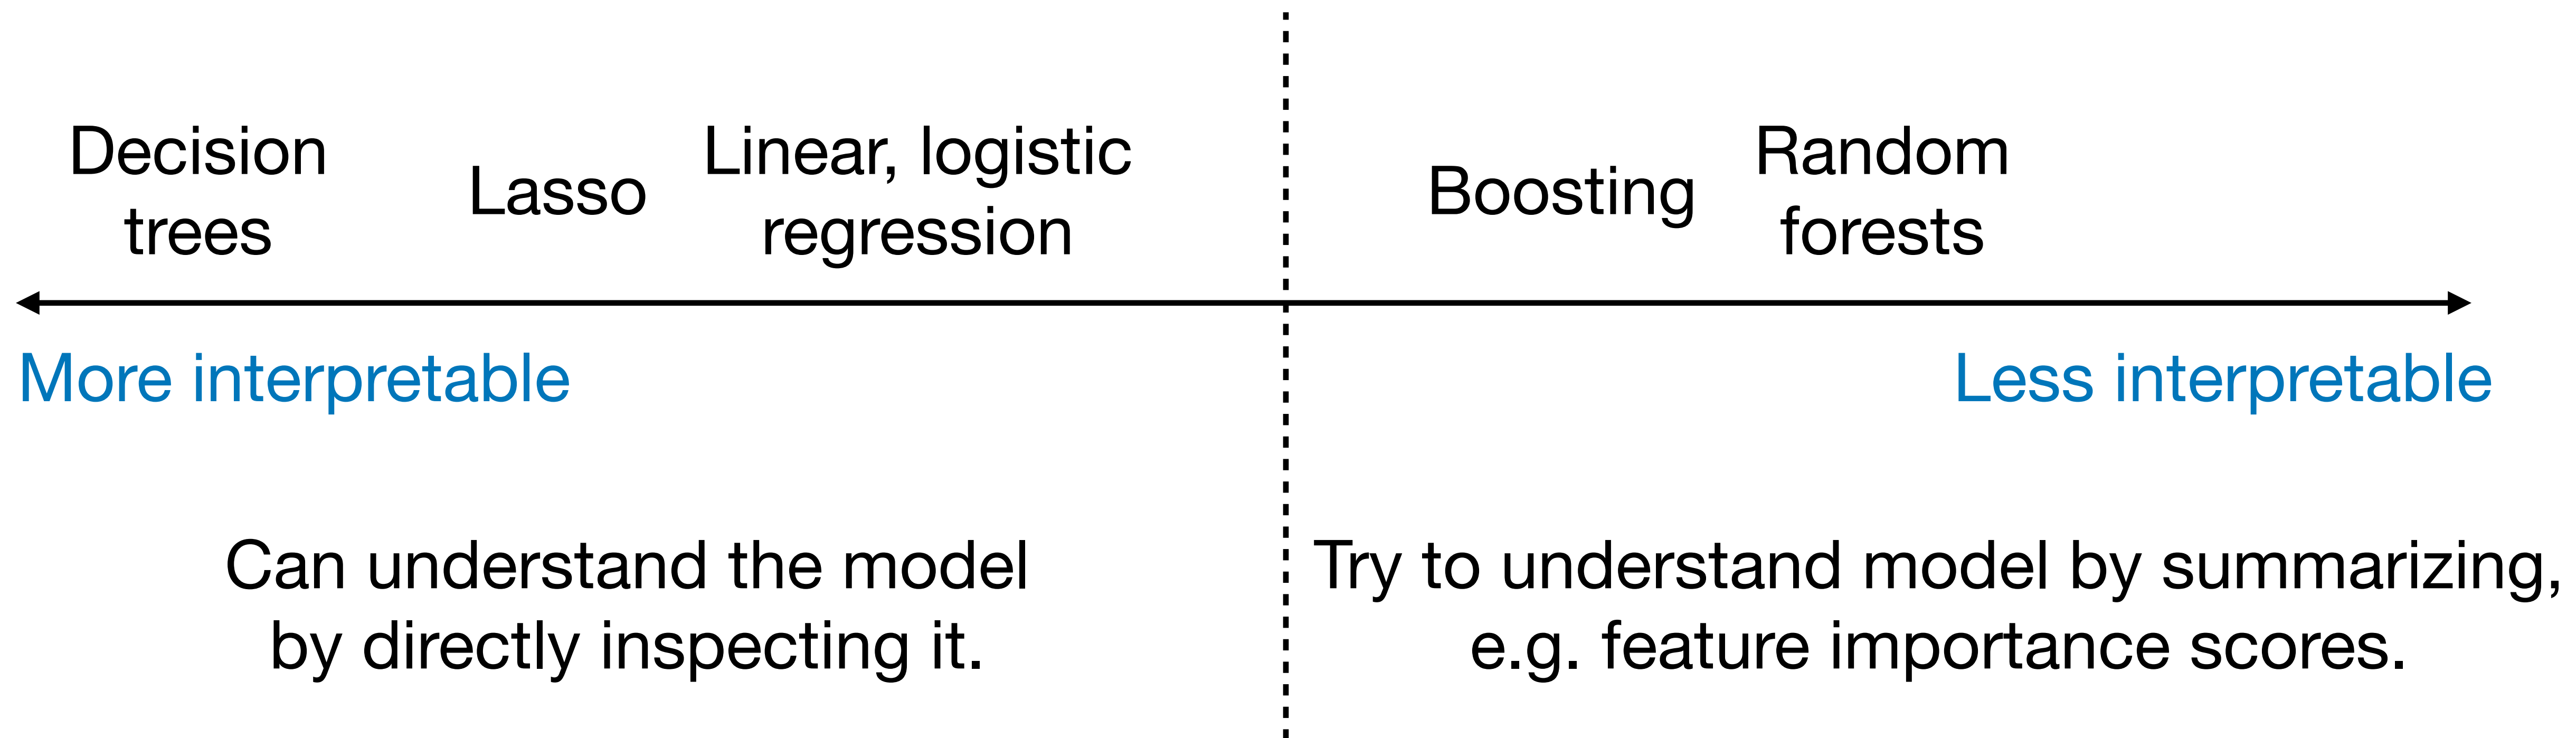 Decision
trees
Lasso
Linear, logistic
regression
Boosting
Random
forests
More interpretable
Less interpretable
Can understand the model
by directly inspecting it.
Try to understand model by summarizing,
e.g. feature importance scores.